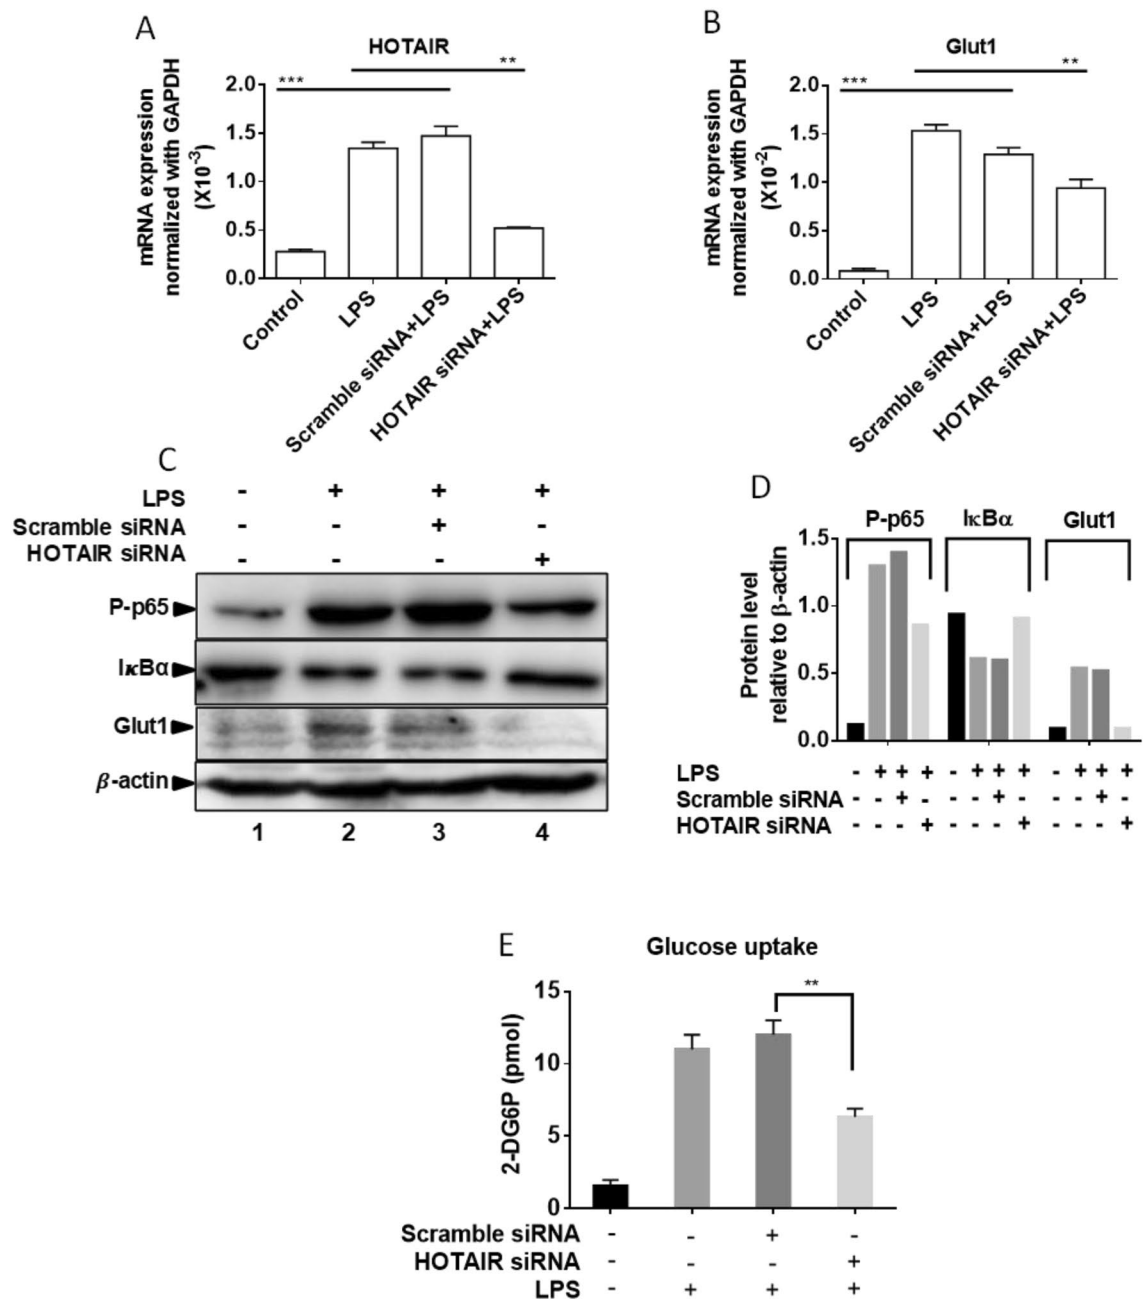 A
HOTAIR
mRNA expression
normalized with GAPDH
(X10⁻³)
*** **
2.0
1.5
1.0
0.5
0.0
Control
LPS
Scramble siRNA+LPS
HOTAIR siRNA+LPS
B
Glut1
mRNA expression
normalized with GAPDH
(X10⁻²)
*** **
2.0
1.5
1.0
0.5
0.0
Control
LPS
Scramble siRNA+LPS
HOTAIR siRNA+LPS
C
LPS - + + +
Scramble siRNA - - + -
HOTAIR siRNA - - - +
P-p65
IκBα
Glut1
β-actin
1 2 3 4
D
P-p65 IκBα Glut1
Protein level
relative to β-actin
1.5
1.0
0.5
0.0
LPS - + + + - + + + - + + +
Scramble siRNA - - + - - - + - - - + -
HOTAIR siRNA - - - + - - - + - - - +
E
Glucose uptake
2-DG6P (pmol)
**
15
10
5
0
Scramble siRNA - - + -
HOTAIR siRNA - - - +
LPS - + + +